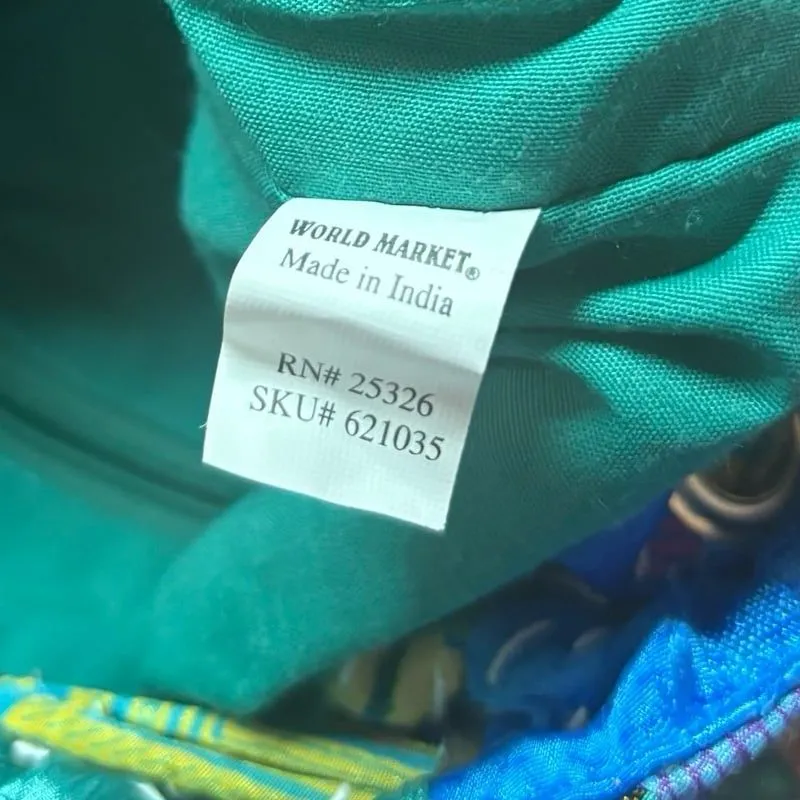 WORLD MARKET®
Made in India
RN# 25326
SKU# 621035